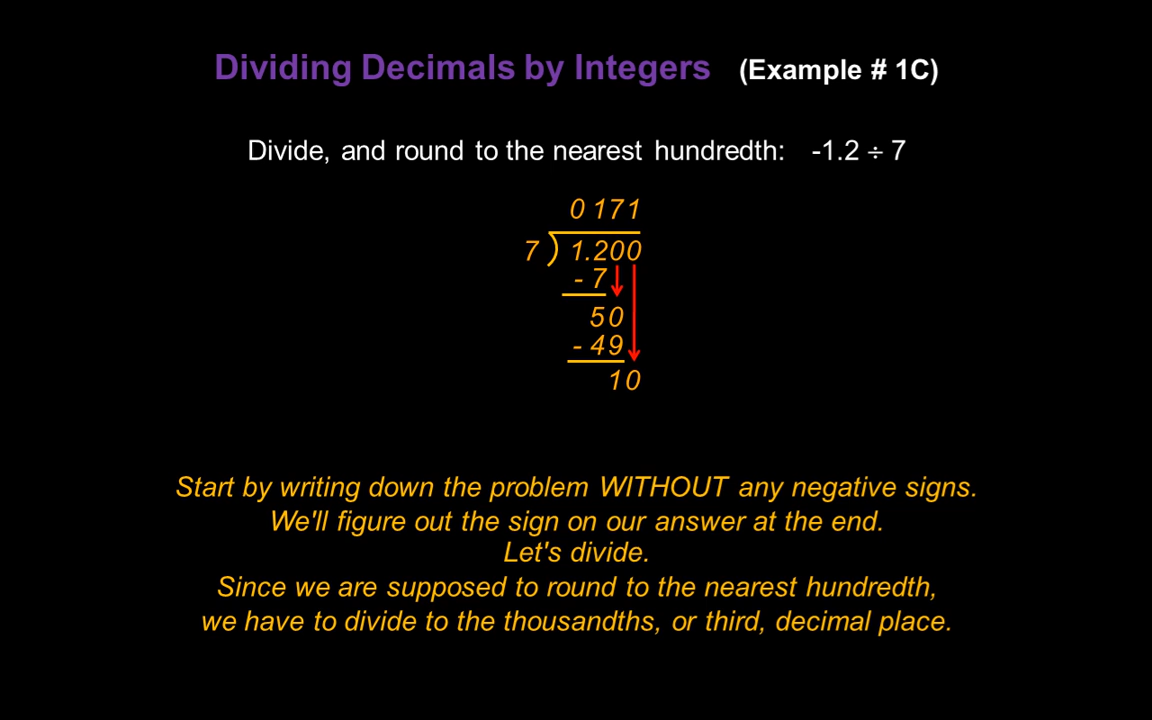 Dividing Decimals by Integers (Example # 1C)
Divide, and round to the nearest hundredth: -1.2 ÷ 7
0 171
7 ) 1.200
- 7
50
- 49
10
Start by writing down the problem WITHOUT any negative signs.
We'll figure out the sign on our answer at the end.
Let's divide.
Since we are supposed to round to the nearest hundredth,
we have to divide to the thousandths, or third, decimal place.